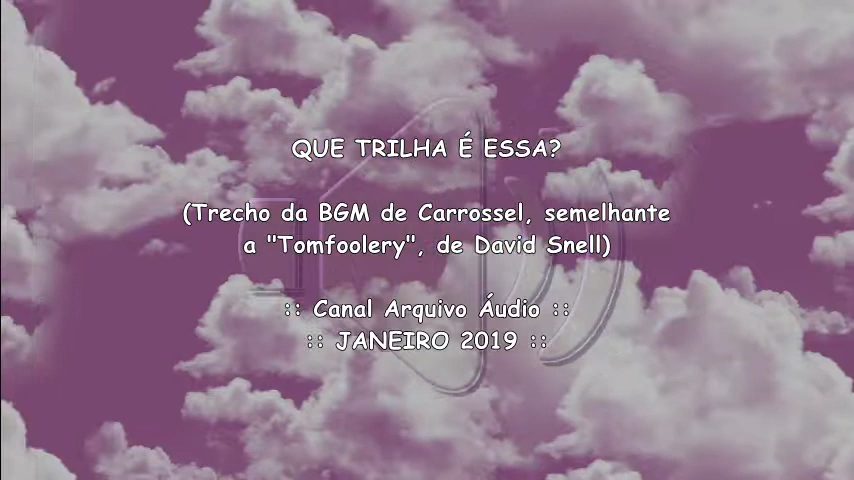 QUE TRILHA É ESSA?
(Trecho da BGM de Carrossel, semelhante
a "Tomfoolery", de David Snell)
:: Canal Arquivo Áudio ::
:: JANEIRO 2019 ::